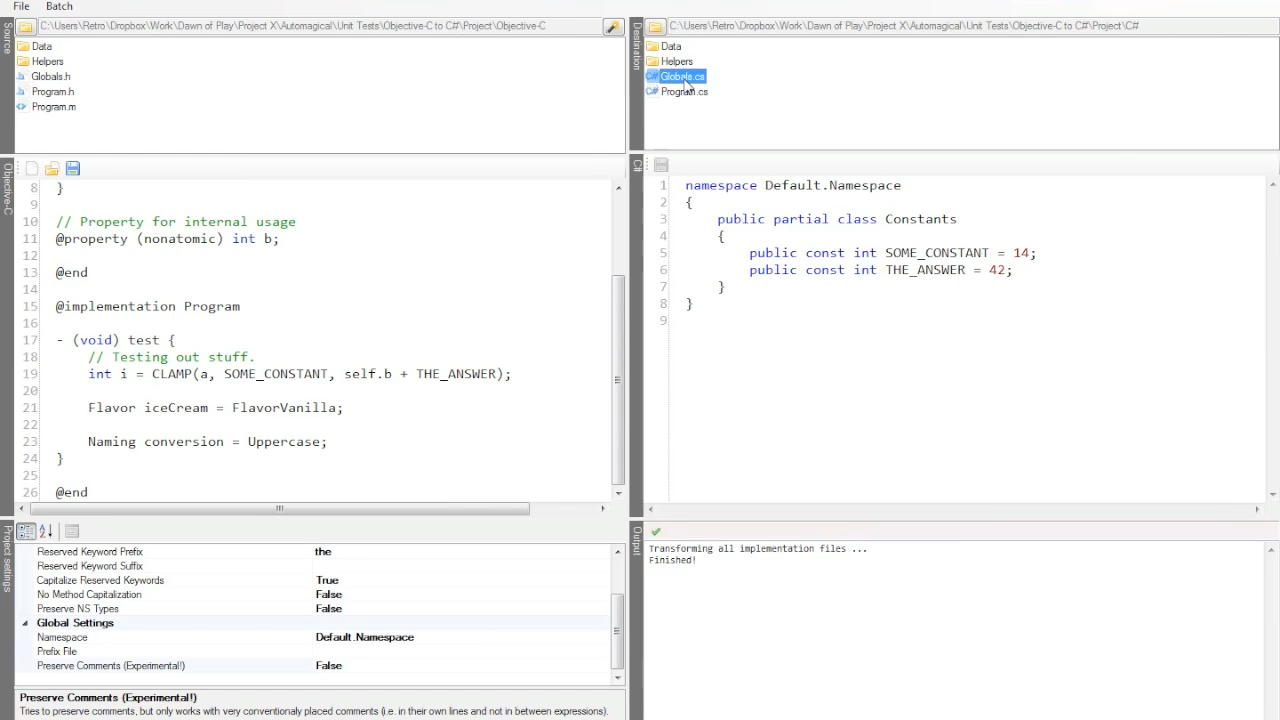 File Batch
Source
C:\Users\Retro\Dropbox\Work\Dawn of Play\Project X\Automagical\Unit Tests\Objective-C to C#\Project\Objective-C
Data
Helpers
Globals.h
Program.h
Program.m
Destination
C:\Users\Retro\Dropbox\Work\Dawn of Play\Project X\Automagical\Unit Tests\Objective-C to C#\Project\C#
Data
Helpers
Globals.cs
Program.cs
Objective-C
8 }
9
10 // Property for internal usage
11 @property (nonatomic) int b;
12
13 @end
14
15 @implementation Program
16
17 - (void) test {
18 // Testing out stuff.
19 int i = CLAMP(a, SOME_CONSTANT, self.b + THE_ANSWER);
20
21 Flavor iceCream = FlavorVanilla;
22
23 Naming conversion = Uppercase;
24 }
25
26 @end
C#
1 namespace Default.Namespace
2 {
3 public partial class Constants
4 {
5 public const int SOME_CONSTANT = 14;
6 public const int THE_ANSWER = 42;
7 }
8 }
9
Project settings
Reserved Keyword Prefix the
Reserved Keyword Suffix
Capitalize Reserved Keywords True
No Method Capitalization False
Preserve NS Types False
Global Settings
Namespace Default.Namespace
Prefix File
Preserve Comments (Experimental!) False
Preserve Comments (Experimental!)
Tries to preserve comments, but only works with very conventionaly placed comments (i.e. in their own lines and not in between expressions).
Output
Transforming all implementation files ...
Finished!